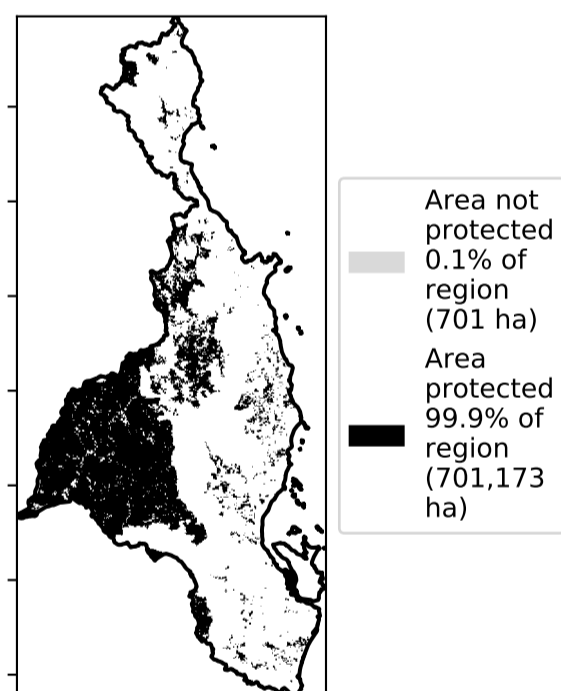 Area not
protected
0.1% of
region
(701 ha)
Area
protected
99.9% of
region
(701,173
ha)